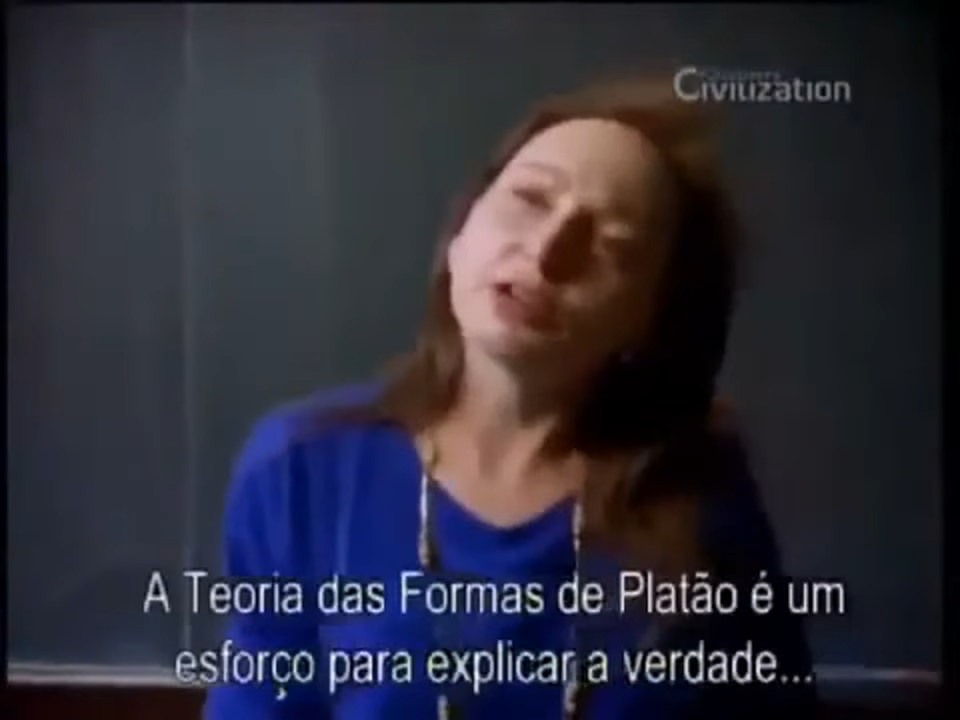 Civilization
A Teoria das Formas de Platão é um
esforço para explicar a verdade...